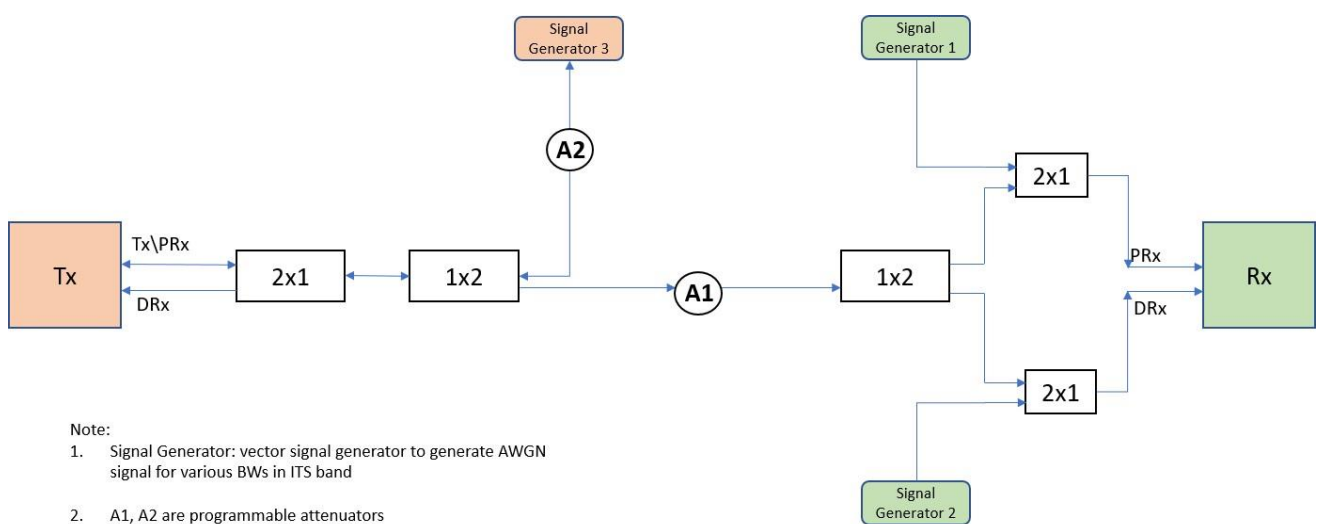 Signal
Generator 3
Signal
Generator 1
A2
2x1
Tx\PRx
Tx
2x1
1x2
DRx
A1
1x2
PRx
Rx
DRx
2x1
Note:
1. Signal Generator: vector signal generator to generate AWGN
signal for various BWs in ITS band
2. A1, A2 are programmable attenuators
Signal
Generator 2